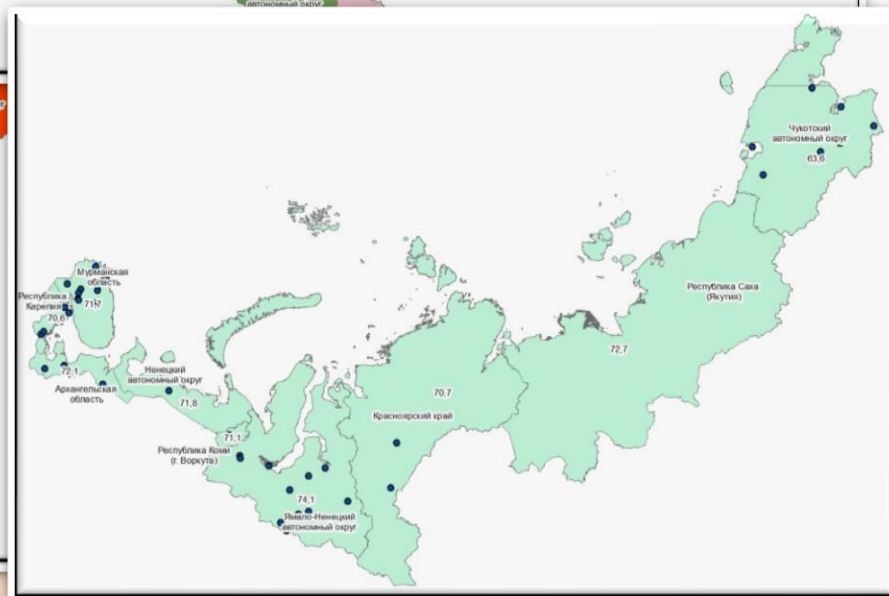 автономный округ
Чукотский
автономный округ
63,6
Мурманская
область
71,7
Республика
Карелия
70,6
Республика Саха
(Якутия)
72,7
72,1
Ненецкий
автономный округ
71,8
Архангельская
область
70,7
Красноярский край
71,1
Республика Коми
(г. Воркута)
74,1
Ямало-Ненецкий
автономный округ